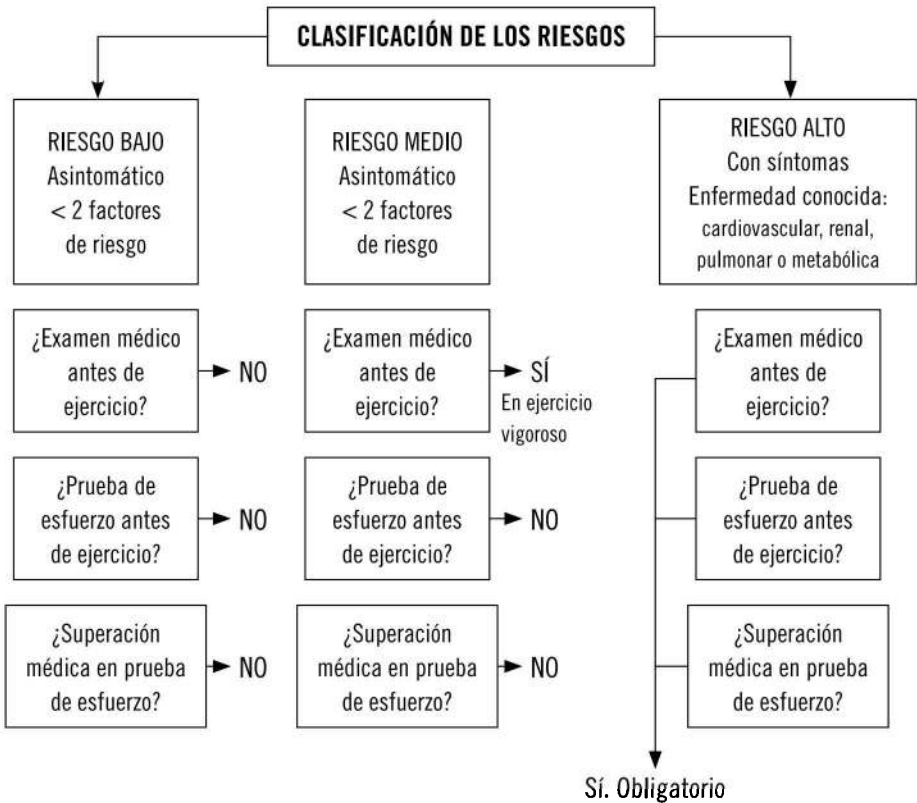 CLASIFICACIÓN DE LOS RIESGOS
RIESGO BAJO
Asintomático
< 2 factores
de riesgo
RIESGO MEDIO
Asintomático
< 2 factores
de riesgo
RIESGO ALTO
Con síntomas
Enfermedad conocida:
cardiovascular, renal,
pulmonar o metabólica
¿Examen médico
antes de
ejercicio?
NO
¿Examen médico
antes de
ejercicio?
SÍ
En ejercicio
vigoroso
¿Examen médico
antes de
ejercicio?
¿Prueba de
esfuerzo antes
de ejercicio?
NO
¿Prueba de
esfuerzo antes
de ejercicio?
NO
¿Prueba de
esfuerzo antes
de ejercicio?
¿Superación
médica en prueba
de esfuerzo?
NO
¿Superación
médica en prueba
de esfuerzo?
NO
¿Superación
médica en prueba
de esfuerzo?
Sí. Obligatorio